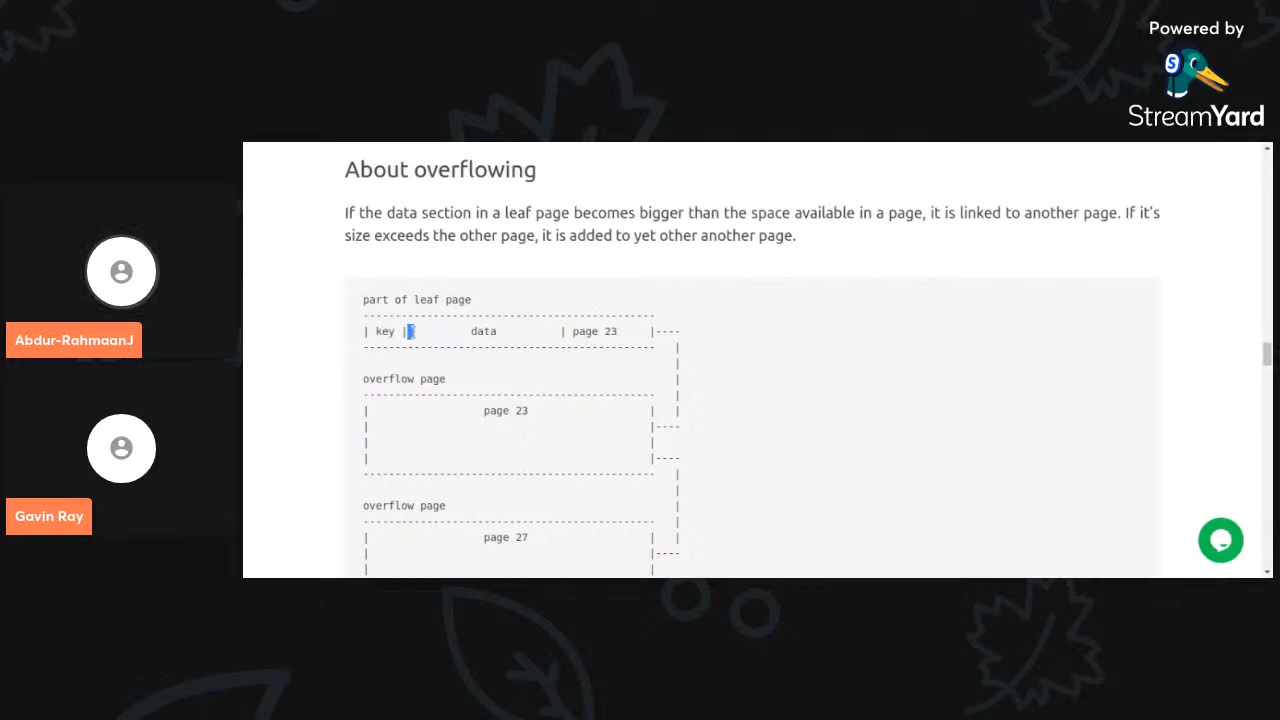 Powered by
S
StreamYard
About overflowing
If the data section in a leaf page becomes bigger than the space available in a page, it is linked to another page. If it's
size exceeds the other page, it is added to yet other another page.
part of leaf page
---------------------------------------------
| key |          data          | page 23     |----
---------------------------------------------    |
overflow page
---------------------------------------------
|                   page 23                   |   |
|                                             |----
|                                             |
|                                             |----
---------------------------------------------    |
overflow page
---------------------------------------------
|                   page 27                   |   |
|                                             |----
|                                             |
Abdur-RahmaanJ
Gavin Ray